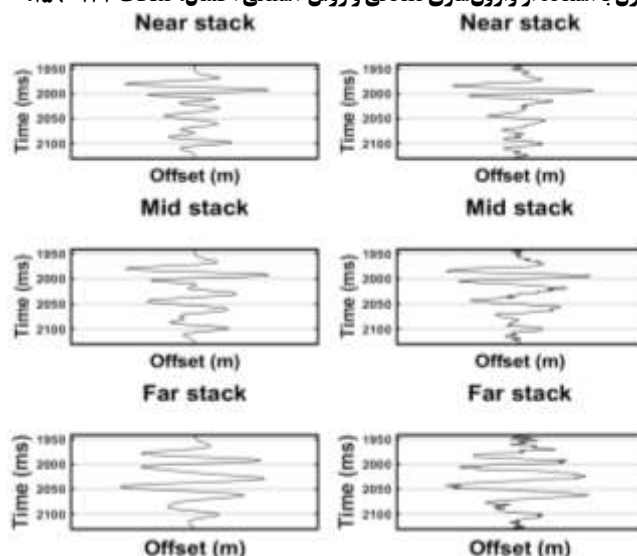 Near stack Near stack
1950 1950
2000 2000
2050 2050
2100 2100
Time (ms) Time (ms)
Offset (m) Offset (m)
Mid stack Mid stack
1950 1950
2000 2000
2050 2050
2100 2100
Time (ms) Time (ms)
Offset (m) Offset (m)
Far stack Far stack
1950 1950
2000 2000
2050 2050
2100 2100
Time (ms) Time (ms)
Offset (m) Offset (m)